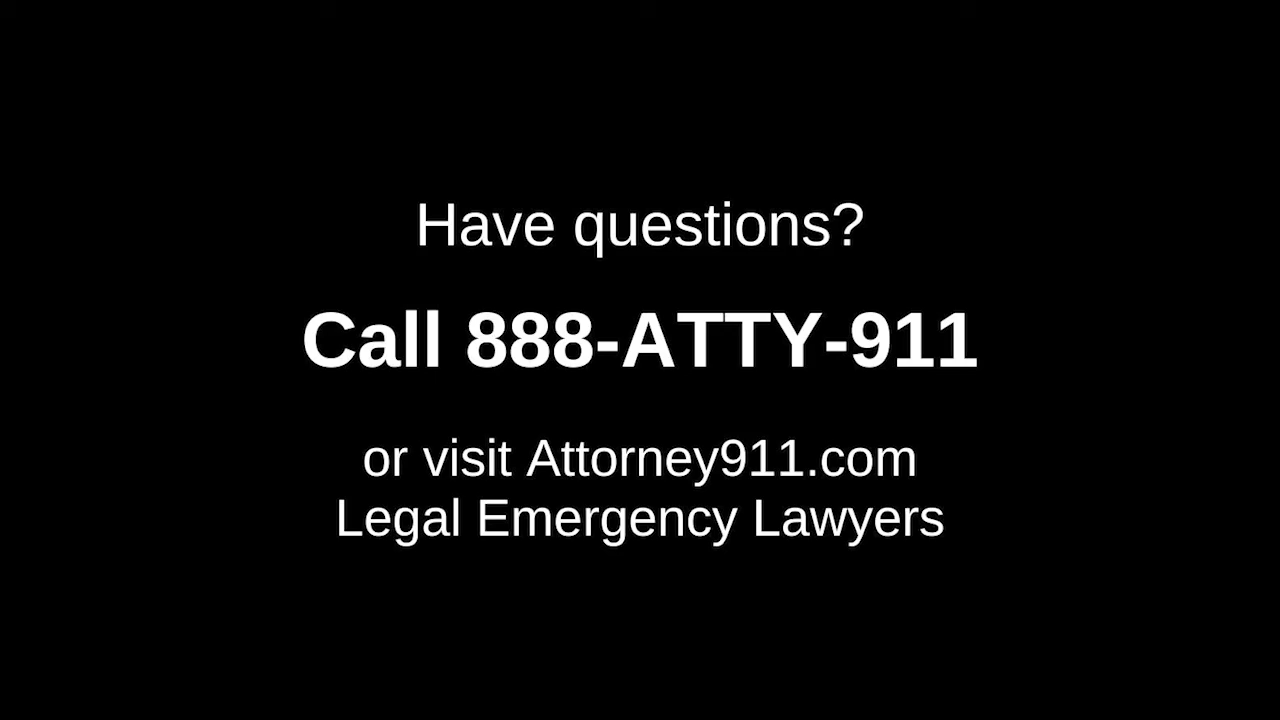 Have questions?
Call 888-ATTY-911
or visit Attorney911.com
Legal Emergency Lawyers